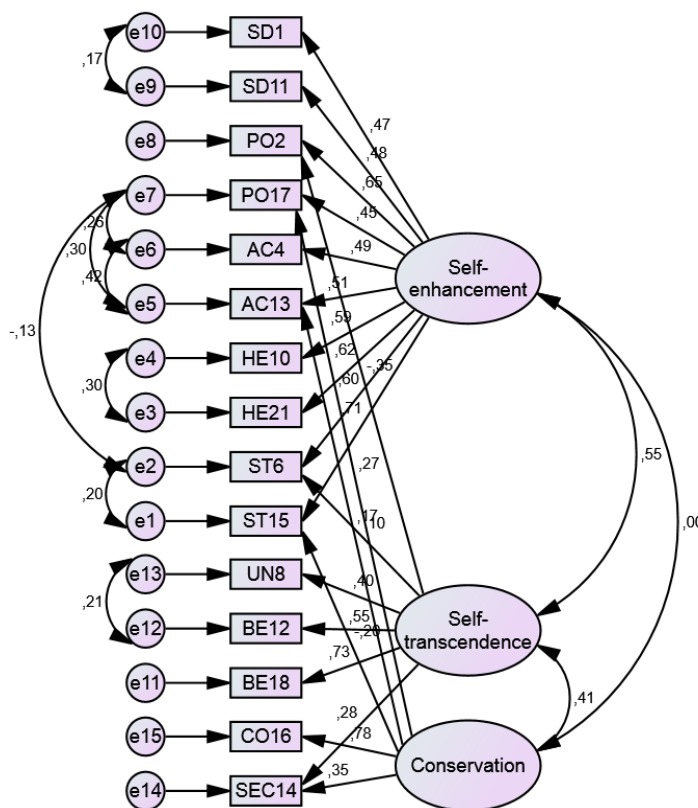 e10 SD1
,17
e9 SD11
,47
e8 PO2
,48
,65
e7 PO17
,45
,26
,30
e6 AC4
,49
,42
e5 AC13
,51
Self-
enhancement
,59
-,13
e4 HE10
,62
-,35
,30
,60
e3 HE21
,71
e2 ST6
,27
,55
,20
e1 ST15
,17
,10
,00
e13 UN8
,40
,21
,55
e12 BE12
-,20
Self-
transcendence
,73
e11 BE18
,28
,41
e15 CO16
,78
,35
Conservation
e14 SEC14